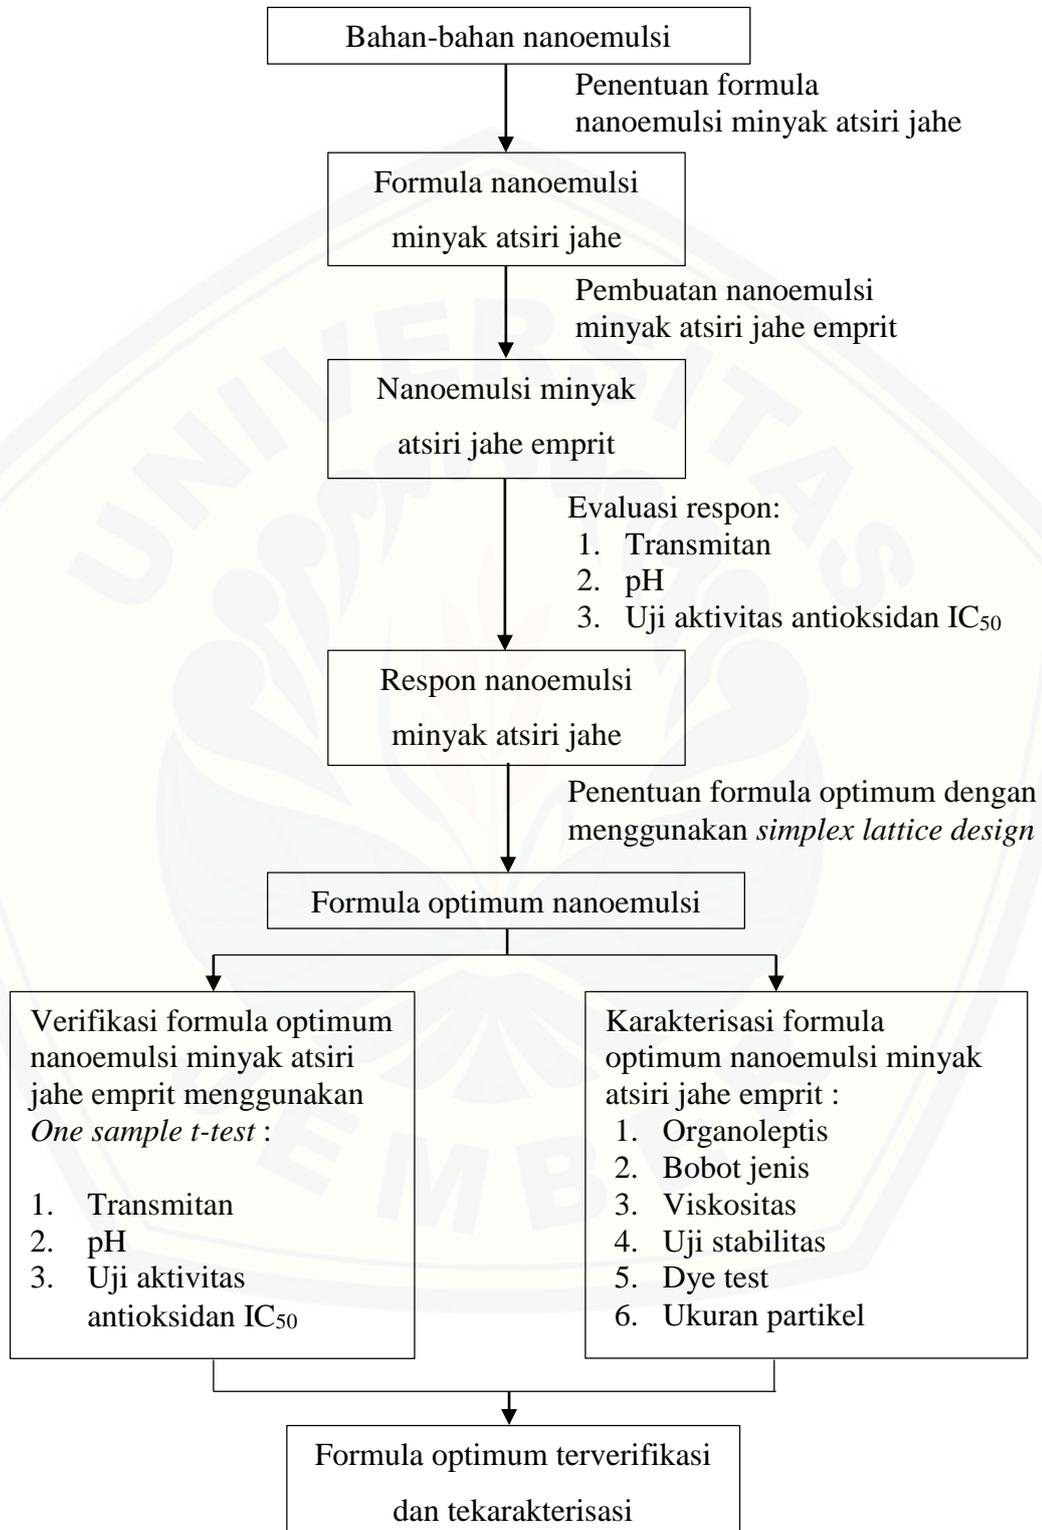 Bahan-bahan nanoemulsi
Penentuan formula
nanoemulsi minyak atsiri jahe
Formula nanoemulsi
minyak atsiri jahe
Pembuatan nanoemulsi
minyak atsiri jahe emprit
Nanoemulsi minyak
atsiri jahe emprit
Evaluasi respon:
1. Transmitan
2. pH
3. Uji aktivitas antioksidan IC₅₀
Respon nanoemulsi
minyak atsiri jahe
Penentuan formula optimum dengan
menggunakan simplex lattice design
Formula optimum nanoemulsi
Verifikasi formula optimum
nanoemulsi minyak atsiri
jahe emprit menggunakan
One sample t-test :
1. Transmitan
2. pH
3. Uji aktivitas
antioksidan IC₅₀
Karakterisasi formula
optimum nanoemulsi minyak
atsiri jahe emprit :
1. Organoleptis
2. Bobot jenis
3. Viskositas
4. Uji stabilitas
5. Dye test
6. Ukuran partikel
Formula optimum terverifikasi
dan tekarakterisasi
UNIVERSITAS
JEMBER